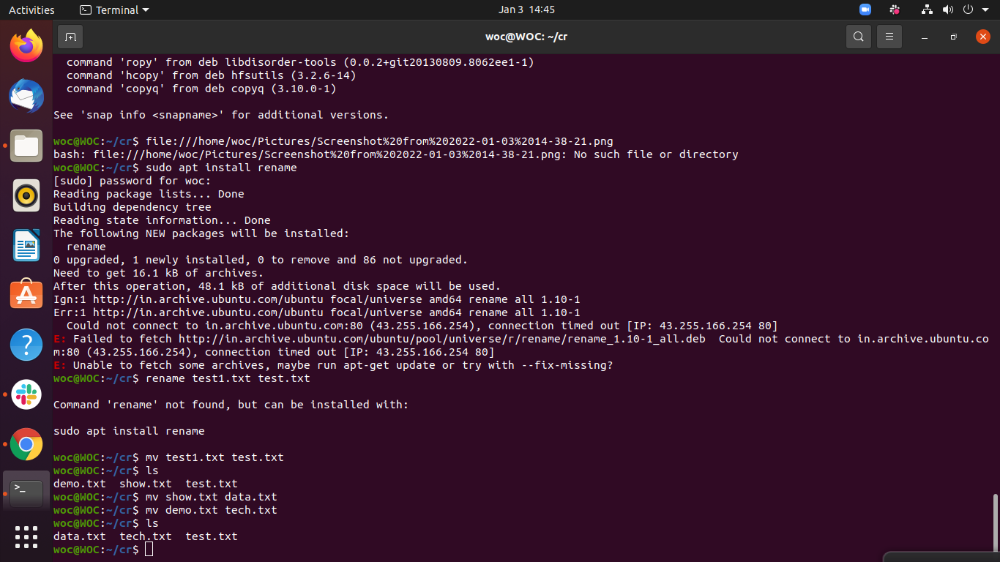 Activities
Terminal
Jan 3 14:45
woc@WOC: ~/cr
command 'ropy' from deb libdisorder-tools (0.0.2+git20130809.8062ee1-1)
command 'hcopy' from deb hfsutils (3.2.6-14)
command 'copyq' from deb copyq (3.10.0-1)
See 'snap info <snapname>' for additional versions.
woc@WOC:~/cr$ file:///home/woc/Pictures/Screenshot%20from%202022-01-03%2014-38-21.png
bash: file:///home/woc/Pictures/Screenshot%20from%202022-01-03%2014-38-21.png: No such file or directory
woc@WOC:~/cr$ sudo apt install rename
[sudo] password for woc:
Reading package lists... Done
Building dependency tree
Reading state information... Done
The following NEW packages will be installed:
rename
0 upgraded, 1 newly installed, 0 to remove and 86 not upgraded.
Need to get 16.1 kB of archives.
After this operation, 48.1 kB of additional disk space will be used.
Ign:1 http://in.archive.ubuntu.com/ubuntu focal/universe amd64 rename all 1.10-1
Err:1 http://in.archive.ubuntu.com/ubuntu focal/universe amd64 rename all 1.10-1
Could not connect to in.archive.ubuntu.com:80 (43.255.166.254), connection timed out [IP: 43.255.166.254 80]
E: Failed to fetch http://in.archive.ubuntu.com/ubuntu/pool/universe/r/rename/rename_1.10-1_all.deb  Could not connect to in.archive.ubuntu.co
m:80 (43.255.166.254), connection timed out [IP: 43.255.166.254 80]
E: Unable to fetch some archives, maybe run apt-get update or try with --fix-missing?
woc@WOC:~/cr$ rename test1.txt test.txt
Command 'rename' not found, but can be installed with:
sudo apt install rename
woc@WOC:~/cr$ mv test1.txt test.txt
woc@WOC:~/cr$ ls
demo.txt  show.txt  test.txt
woc@WOC:~/cr$ mv show.txt data.txt
woc@WOC:~/cr$ mv demo.txt tech.txt
woc@WOC:~/cr$ ls
data.txt  tech.txt  test.txt
woc@WOC:~/cr$